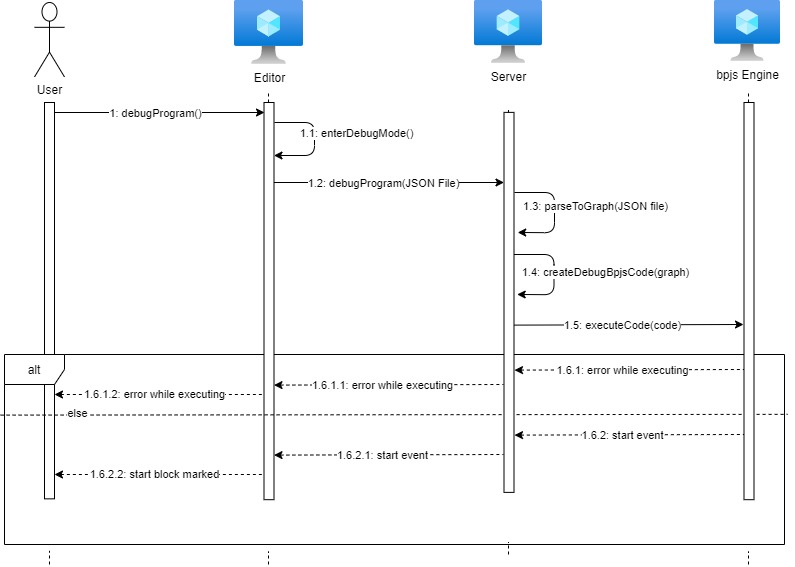 User
Editor
Server
bpjs Engine
1: debugProgram()
1.1: enterDebugMode()
1.2: debugProgram(JSON File)
1.3: parseToGraph(JSON file)
1.4: createDebugBpjsCode(graph)
1.5: executeCode(code)
alt
1.6.1: error while executing
1.6.1.1: error while executing
1.6.1.2: error while executing
else
1.6.2: start event
1.6.2.1: start event
1.6.2.2: start block marked